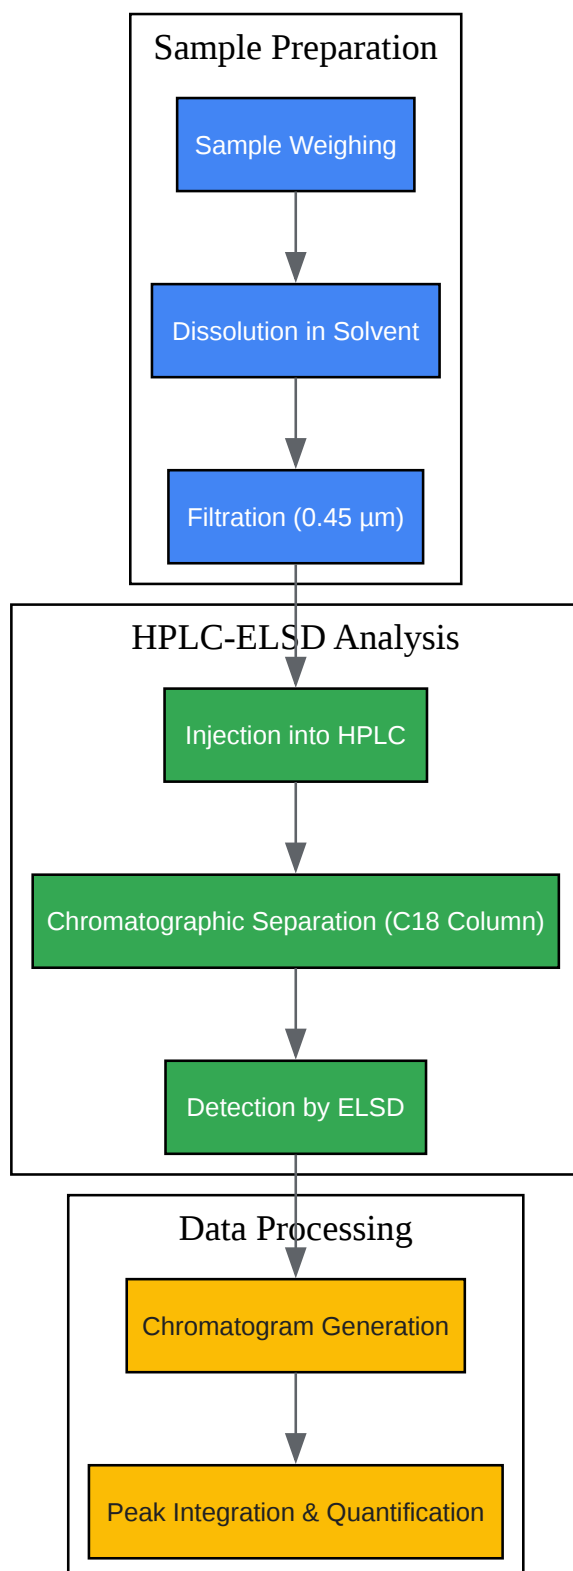 Sample Preparation
Sample Weighing
Dissolution in Solvent
Filtration (0.45 µm)
HPLC-ELSD Analysis
Injection into HPLC
Chromatographic Separation (C18 Column)
Detection by ELSD
Data Processing
Chromatogram Generation
Peak Integration & Quantification